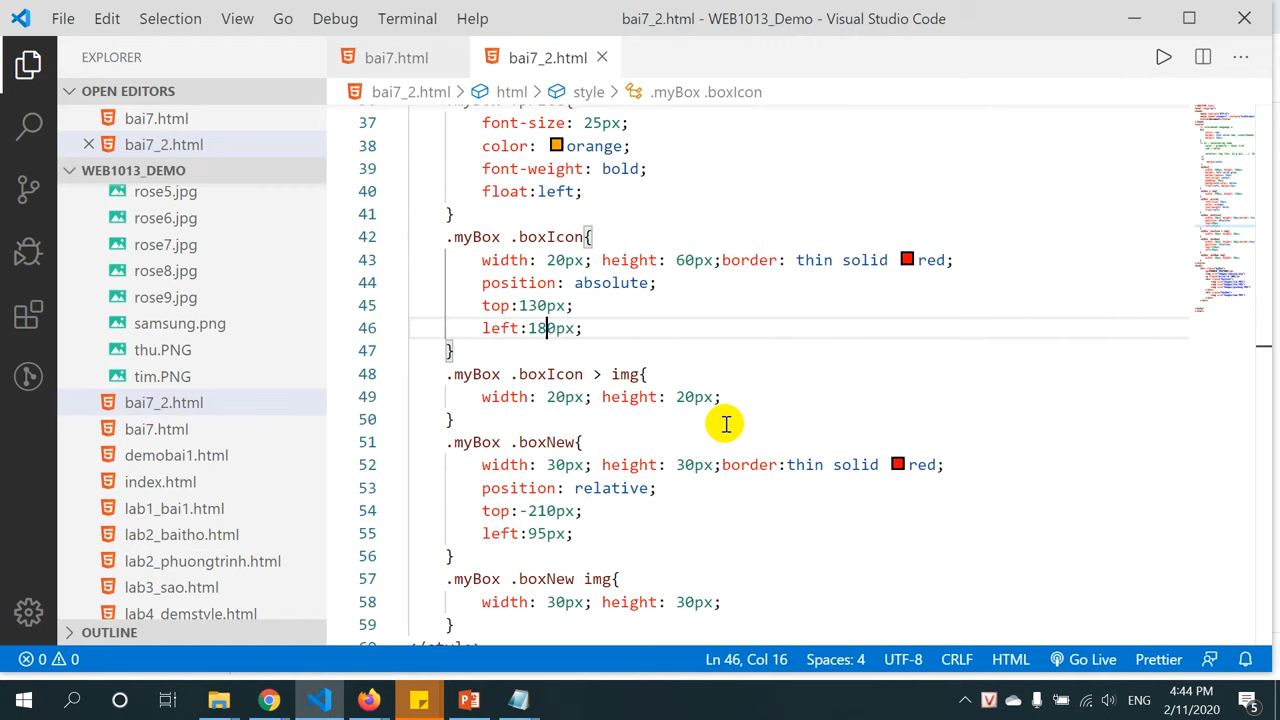 File Edit Selection View Go Debug Terminal Help bai7_2.html - WEB1013_Demo - Visual Studio Code
EXPLORER
bai7.html bai7_2.html
OPEN EDITORS
bai7_2.html > html > style > .myBox .boxIcon
bai7.html
bai7_2.html
WEB1013_DEMO
rose5.jpg
rose6.jpg
rose7.jpg
rose8.jpg
rose9.jpg
samsung.png
thu.PNG
tim.PNG
bai7_2.html
bai7.html
demobai1.html
index.html
lab1_bai1.html
lab2_baitho.html
lab2_phuongtrinh.html
lab3_sao.html
lab4_demstyle.html
OUTLINE
37 font-size: 25px;
38 color: orange;
39 font-weight: bold;
40 float:left;
41 }
42 .myBox .boxIcon{
43 width: 20px; height: 60px;border: thin solid red;
44 position: absolute;
45 top:130px;
46 left:180px;
47 }
48 .myBox .boxIcon > img{
49 width: 20px; height: 20px;
50 }
51 .myBox .boxNew{
52 width: 30px; height: 30px;border:thin solid red;
53 position: relative;
54 top:-210px;
55 left:95px;
56 }
57 .myBox .boxNew img{
58 width: 30px; height: 30px;
59 }
0 0 Ln 46, Col 16 Spaces: 4 UTF-8 CRLF HTML Go Live Prettier
ENG 4:44 PM
2/11/2020 5